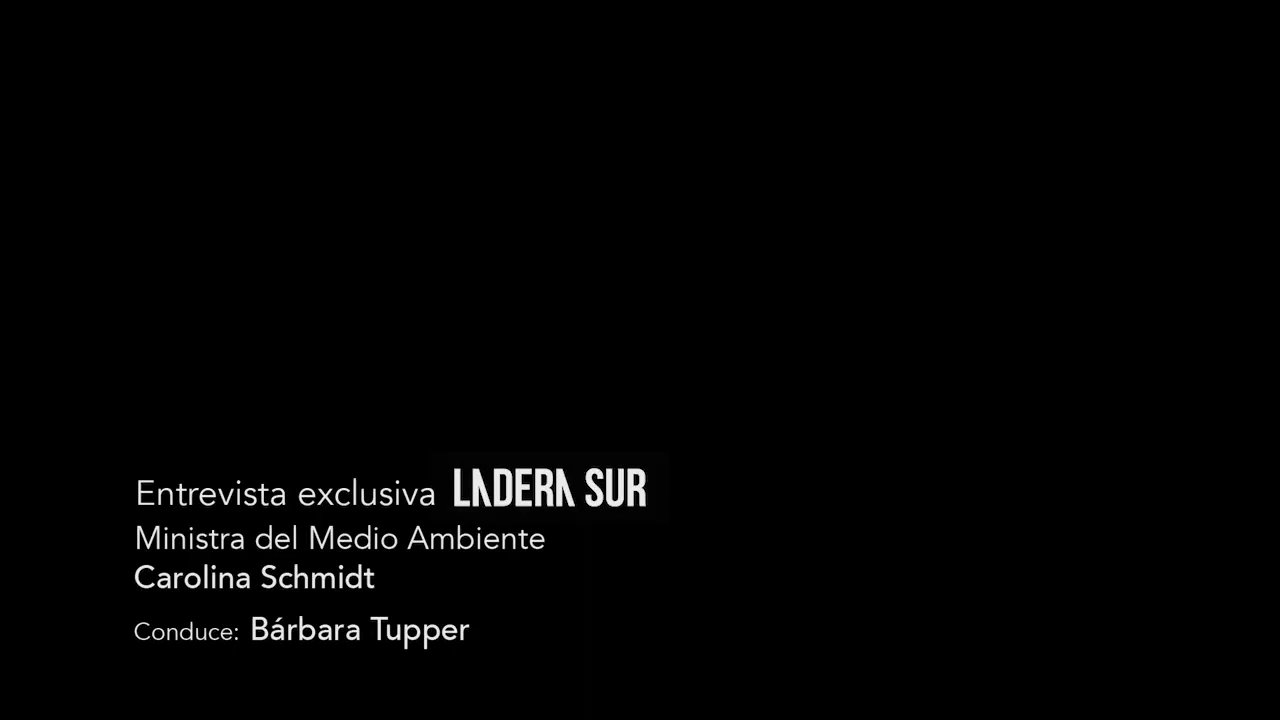 Entrevista exclusiva LADERA SUR
Ministra del Medio Ambiente
Carolina Schmidt
Conduce: Bárbara Tupper